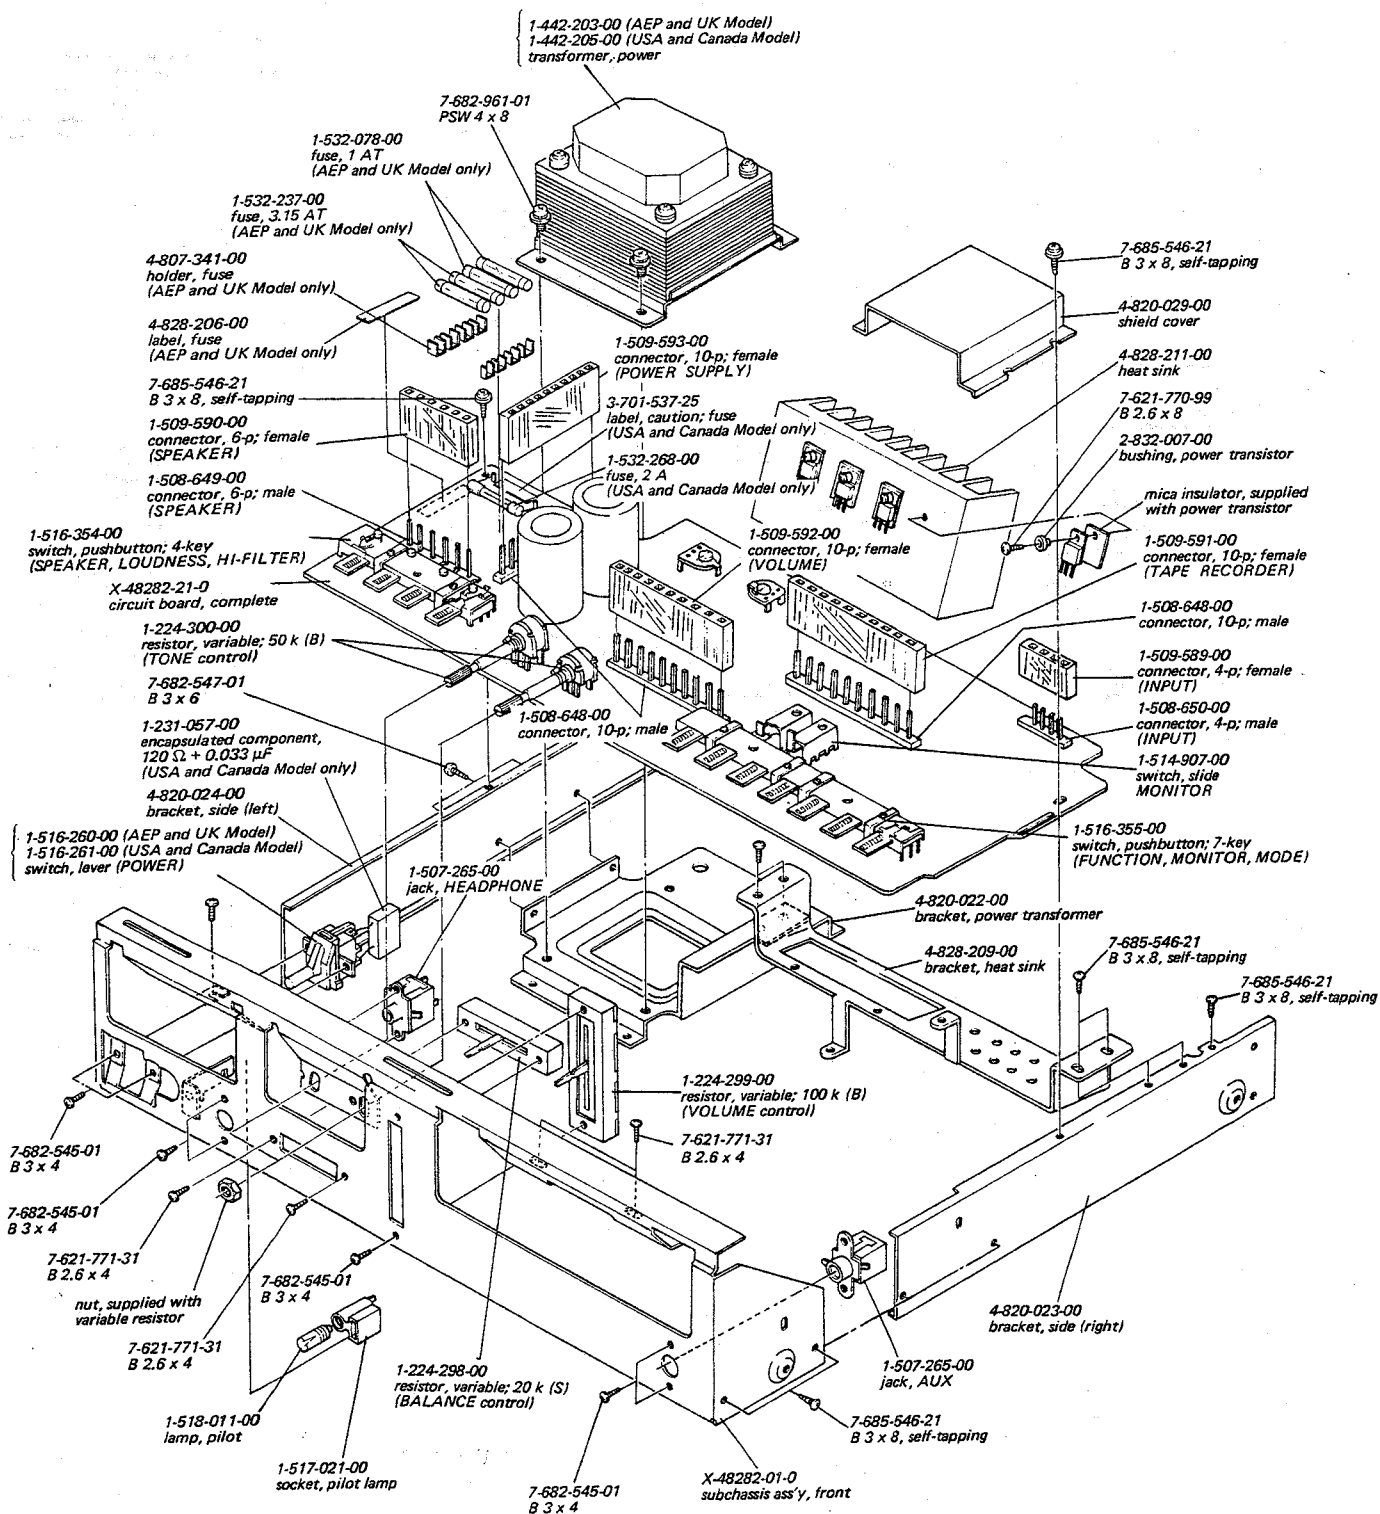 1-442-203-00 (AEP and UK Model)
1-442-205-00 (USA and Canada Model)
transformer, power
7-682-961-01
PSW 4 x 8
1-532-078-00
fuse, 1 AT
(AEP and UK Model only)
1-532-237-00
fuse, 3.15 AT
(AEP and UK Model only)
4-807-341-00
holder, fuse
(AEP and UK Model only)
4-828-206-00
label, fuse
(AEP and UK Model only)
7-685-546-21
B 3 x 8, self-tapping
1-509-590-00
connector, 6-p; female
(SPEAKER)
1-508-649-00
connector, 6-p; male
(SPEAKER)
1-516-354-00
switch, pushbutton; 4-key
(SPEAKER, LOUDNESS, HI-FILTER)
X-48282-21-0
circuit board, complete
1-224-300-00
resistor, variable; 50 k (B)
(TONE control)
7-682-547-01
B 3 x 6
1-231-057-00
encapsulated component,
120 Ω + 0.033 μF
(USA and Canada Model only)
4-820-024-00
bracket, side (left)
1-516-260-00 (AEP and UK Model)
1-516-261-00 (USA and Canada Model)
switch, lever (POWER)
1-509-593-00
connector, 10-p; female
(POWER SUPPLY)
3-701-537-25
label, caution; fuse
(USA and Canada Model only)
1-532-268-00
fuse, 2 A
(USA and Canada Model only)
1-509-592-00
connector, 10-p; female
(VOLUME)
1-508-648-00
connector, 10-p; male
7-685-546-21
B 3 x 8, self-tapping
4-820-029-00
shield cover
4-828-211-00
heat sink
7-621-770-99
B 2.6 x 8
2-832-007-00
bushing, power transistor
mica insulator, supplied
with power transistor
1-509-591-00
connector, 10-p; female
(TAPE RECORDER)
1-508-648-00
connector, 10-p; male
1-509-589-00
connector, 4-p; female
(INPUT)
1-508-650-00
connector, 4-p; male
(INPUT)
1-514-907-00
switch, slide
MONITOR
1-516-355-00
switch, pushbutton; 7-key
(FUNCTION, MONITOR, MODE)
1-507-265-00
jack, HEADPHONE
4-820-022-00
bracket, power transformer
4-828-209-00
bracket, heat sink
7-685-546-21
B 3 x 8, self-tapping
7-685-546-21
B 3 x 8, self-tapping
1-224-299-00
resistor, variable; 100 k (B)
(VOLUME control)
7-621-771-31
B 2.6 x 4
7-682-545-01
B 3 x 4
7-682-545-01
B 3 x 4
7-621-771-31
B 2.6 x 4
nut, supplied with
variable resistor
7-682-545-01
B 3 x 4
7-621-771-31
B 2.6 x 4
1-518-011-00
lamp, pilot
1-517-021-00
socket, pilot lamp
1-224-298-00
resistor, variable; 20 k (S)
(BALANCE control)
7-682-545-01
B 3 x 4
4-820-023-00
bracket, side (right)
1-507-265-00
jack, AUX
7-685-546-21
B 3 x 8, self-tapping
X-48282-01-0
subchassis ass'y, front